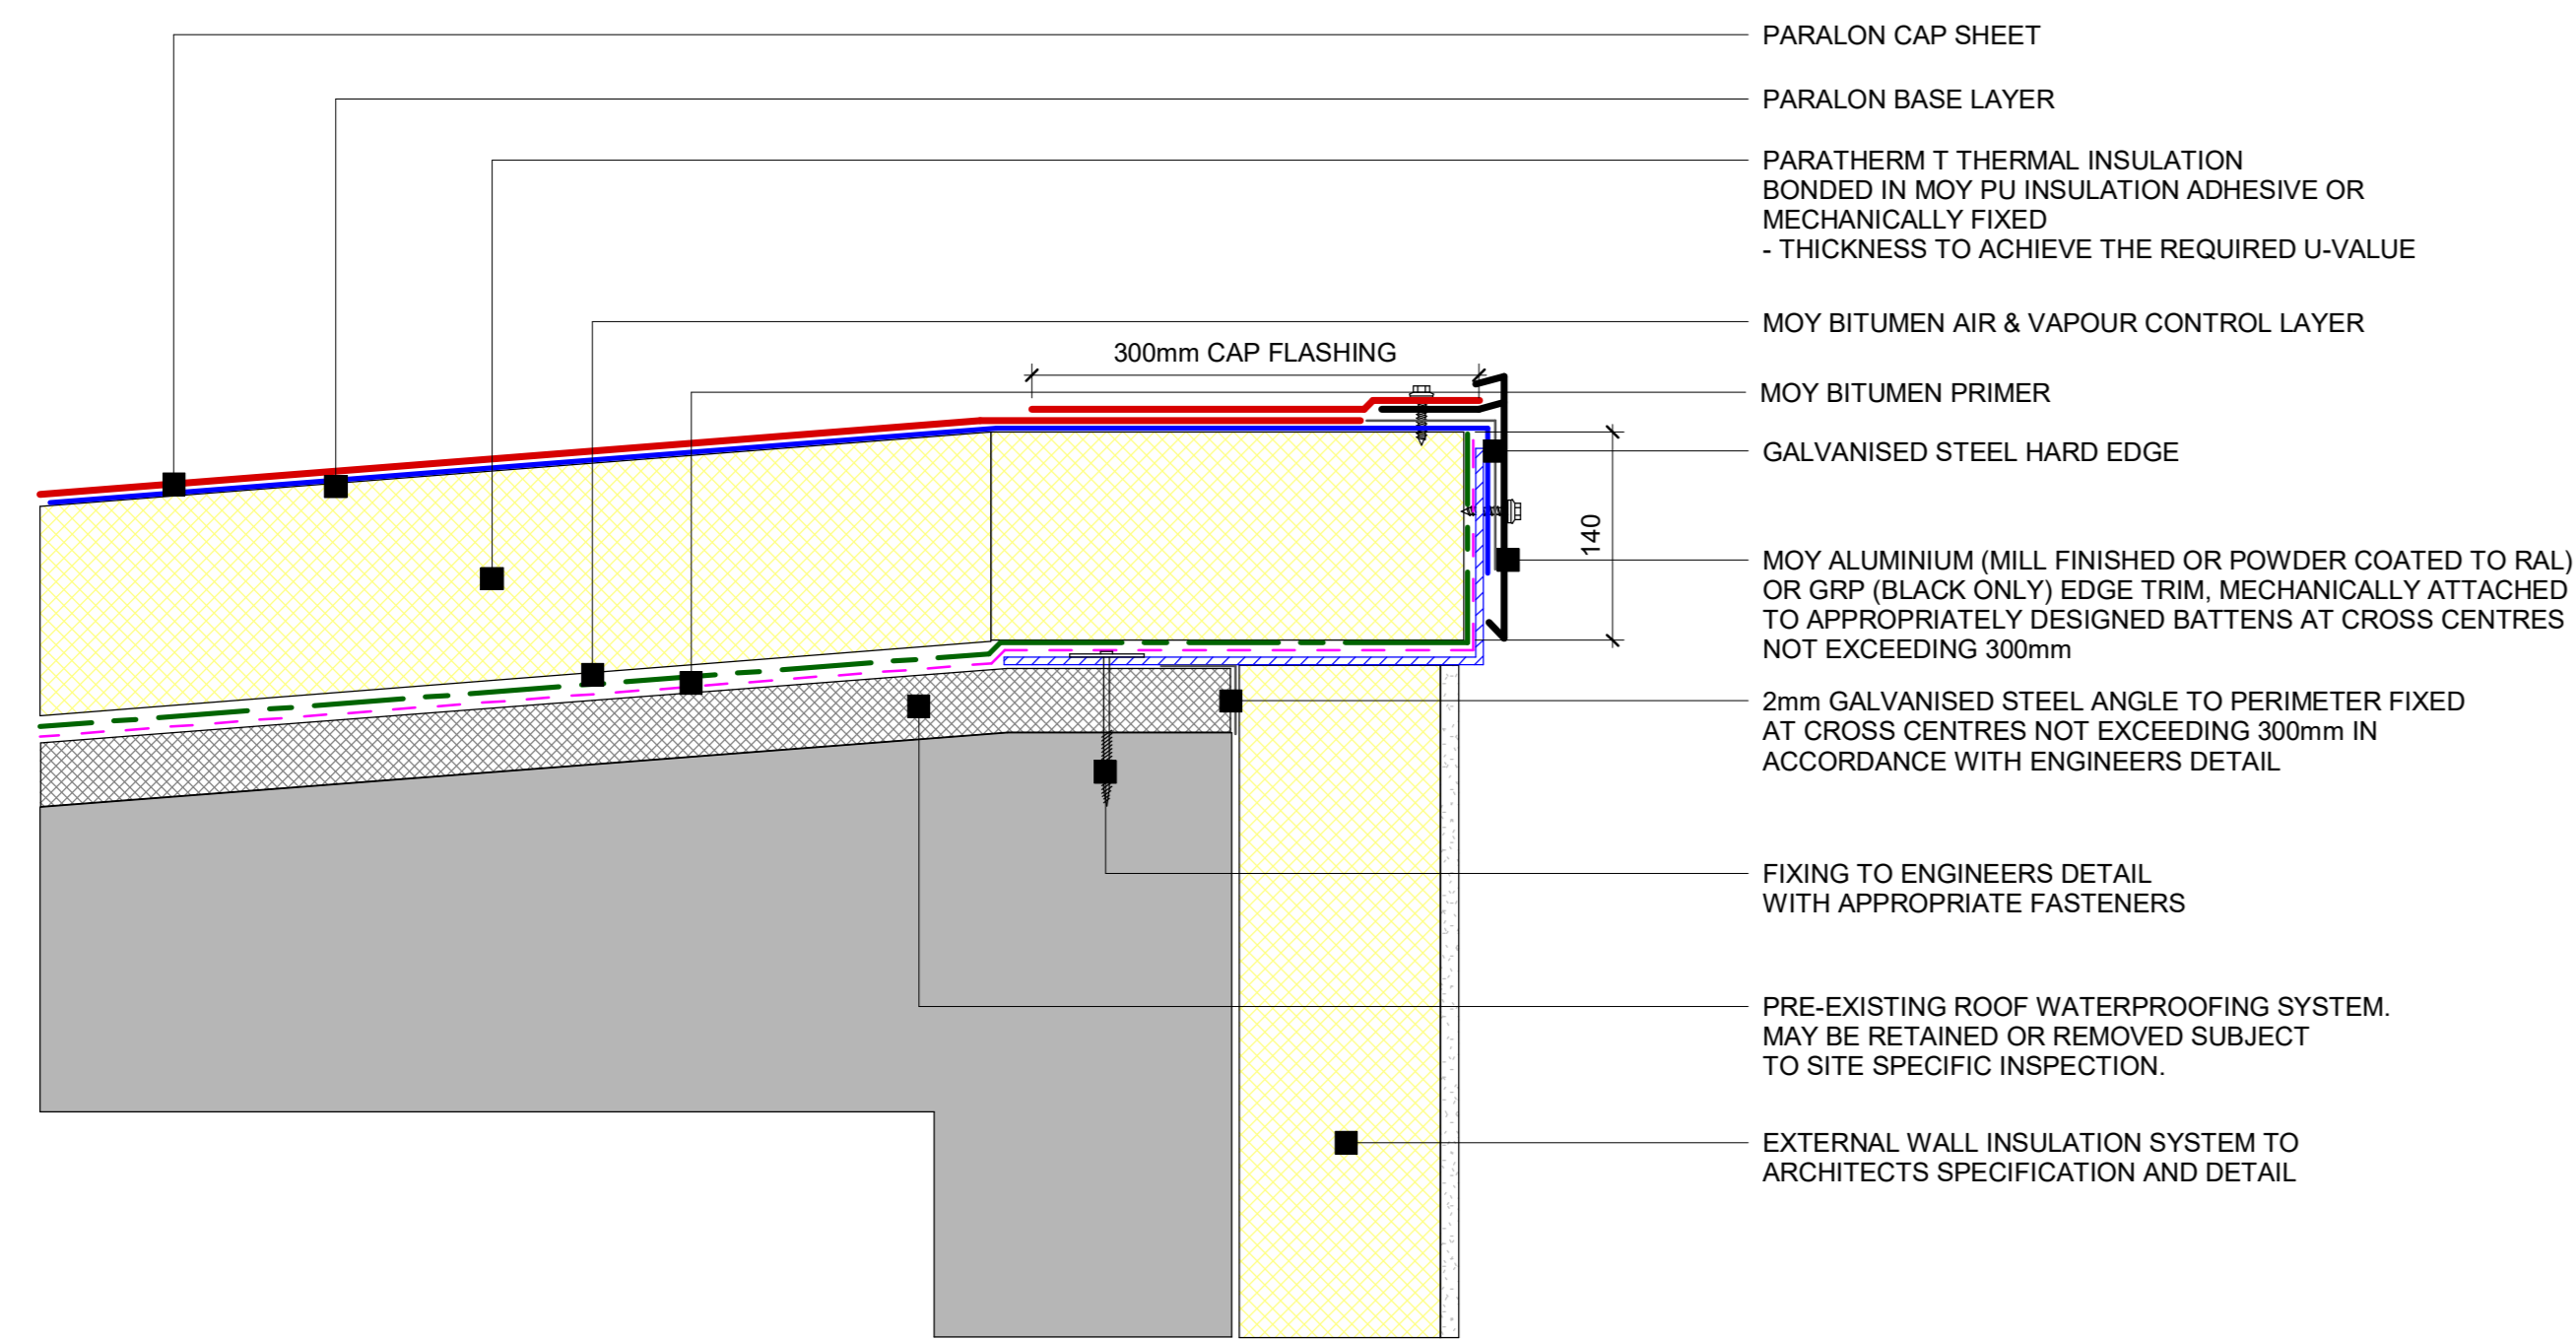 PARALON CAP SHEET
PARALON BASE LAYER
PARATHERM T THERMAL INSULATION
BONDED IN MOY PU INSULATION ADHESIVE OR
MECHANICALLY FIXED
- THICKNESS TO ACHIEVE THE REQUIRED U-VALUE
MOY BITUMEN AIR & VAPOUR CONTROL LAYER
300mm CAP FLASHING
MOY BITUMEN PRIMER
GALVANISED STEEL HARD EDGE
140
MOY ALUMINIUM (MILL FINISHED OR POWDER COATED TO RAL)
OR GRP (BLACK ONLY) EDGE TRIM, MECHANICALLY ATTACHED
TO APPROPRIATELY DESIGNED BATTENS AT CROSS CENTRES
NOT EXCEEDING 300mm
2mm GALVANISED STEEL ANGLE TO PERIMETER FIXED
AT CROSS CENTRES NOT EXCEEDING 300mm IN
ACCORDANCE WITH ENGINEERS DETAIL
FIXING TO ENGINEERS DETAIL
WITH APPROPRIATE FASTENERS
PRE-EXISTING ROOF WATERPROOFING SYSTEM.
MAY BE RETAINED OR REMOVED SUBJECT
TO SITE SPECIFIC INSPECTION.
EXTERNAL WALL INSULATION SYSTEM TO
ARCHITECTS SPECIFICATION AND DETAIL